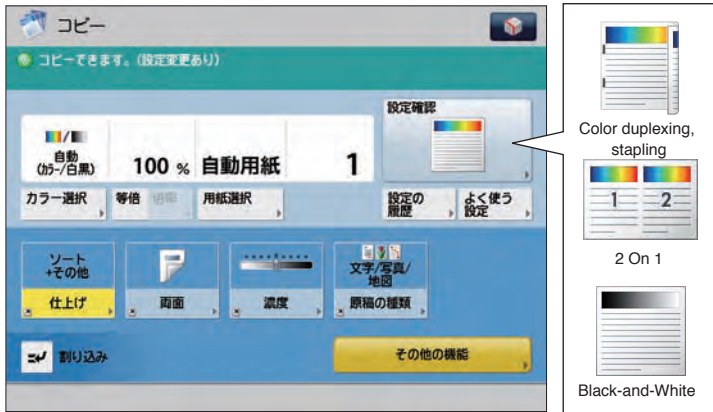 コピー
コピーできます。(設定変更あり)
自動
(カラー/白黒)
100 %
自動用紙
1
設定確認
カラー選択
等倍
倍率
用紙選択
設定の
履歴
よく使う
設定
ソート
+その他
仕上げ
両面
濃度
文字/写真/
地図
原稿の種類
割り込み
その他の機能
Color duplexing,
stapling
1
2
2 On 1
Black-and-White